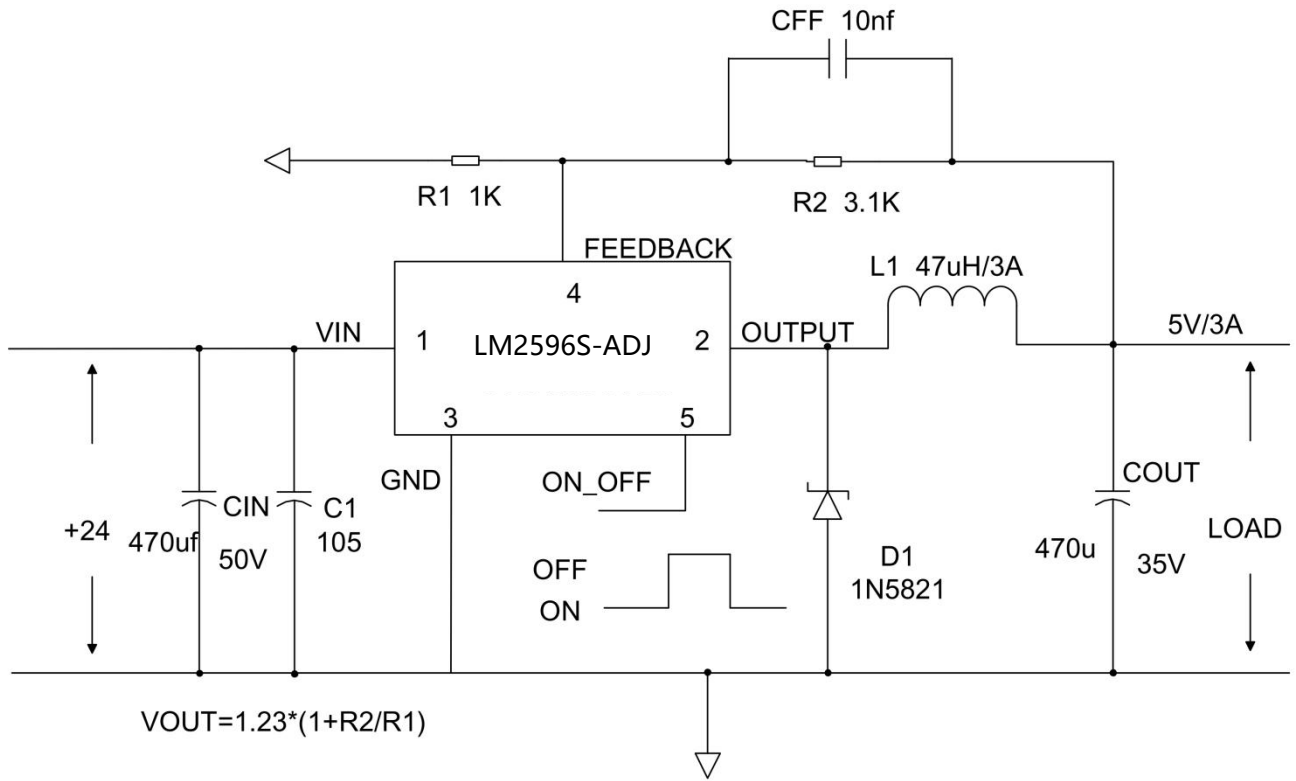 CFF 10nf
R1 1K
R2 3.1K
FEEDBACK
L1 47uH/3A
4
VIN
1
LM2596S-ADJ
2
OUTPUT
5V/3A
3
5
GND
ON_OFF
COUT
+24
470uf
CIN
50V
C1
105
OFF
ON
D1
1N5821
470u
35V
LOAD
VOUT=1.23*(1+R2/R1)